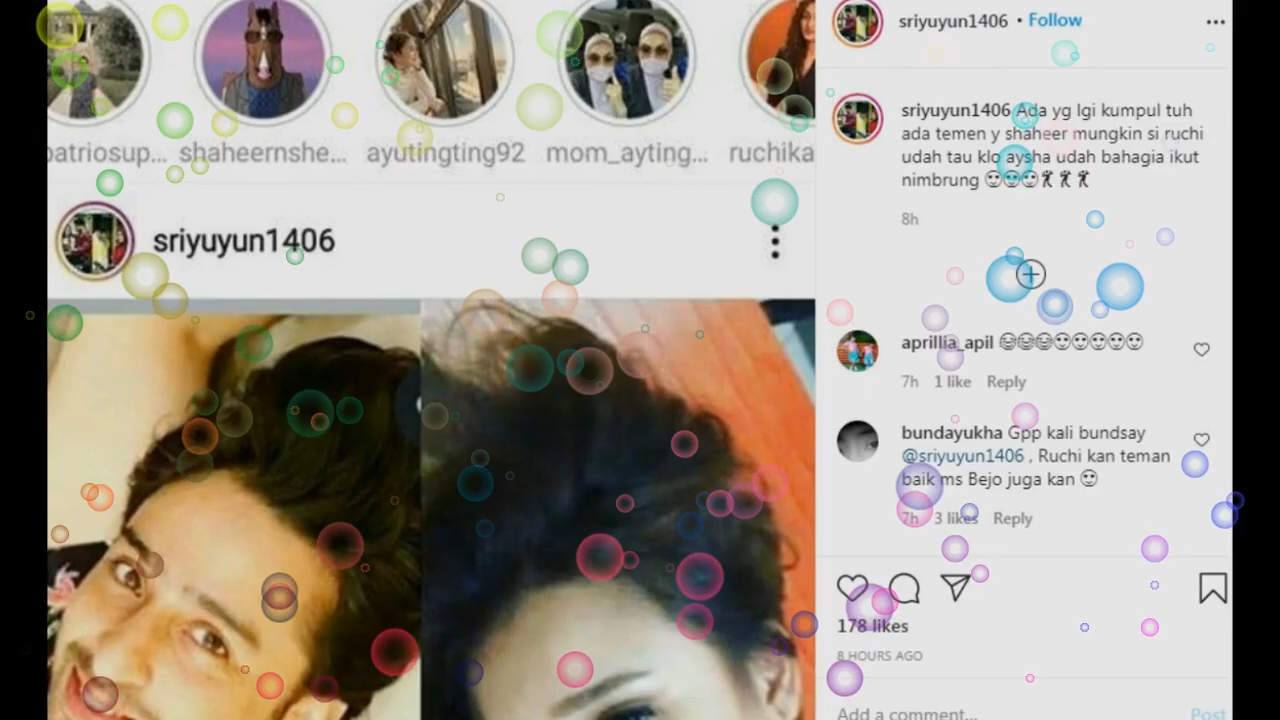 patriosup... shaheernshe... ayutingting92 mom_ayting... ruchika
sriyuyun1406
sriyuyun1406 • Follow
sriyuyun1406 Ada yg lgi kumpul tuh
ada temen y shaheer mungkin si ruchi
udah tau klo aysha udah bahagia ikut
nimbrung
8h
aprillia_apil
7h 1 like Reply
bundayukha Gpp kali bundsay
@sriyuyun1406 , Ruchi kan teman
baik ms Bejo juga kan
7h 3 likes Reply
178 likes
8 HOURS AGO
Add a comment... Post